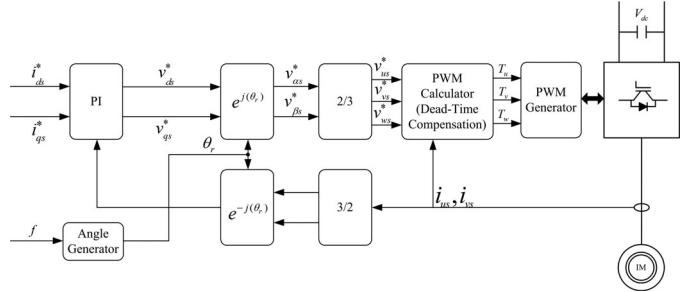 V_dc
i*_ds
i*_qs
PI
v*_ds
v*_qs
e^j(θ_r)
v*_αs
v*_βs
2/3
v*_us
v*_vs
v*_ws
PWM
Calculator
(Dead-Time
Compensation)
T_u
T_v
T_w
PWM
Generator
θ_r
e^-j(θ_r)
3/2
i_us, i_vs
f
Angle
Generator
IM